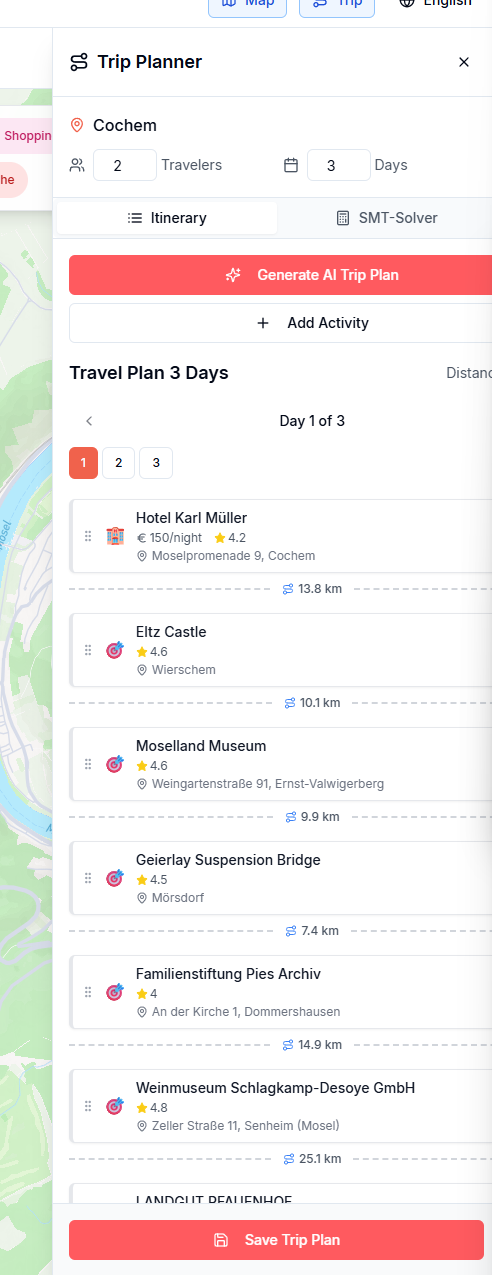 Map Trip English
Trip Planner
Shoppin
he
Cochem
2 Travelers 3 Days
Itinerary SMT-Solver
Generate AI Trip Plan
Add Activity
Travel Plan 3 Days Distanc
Day 1 of 3
1 2 3
Hotel Karl Müller
€ 150/night 4.2
Moselpromenade 9, Cochem
13.8 km
Eltz Castle
4.6
Wierschem
10.1 km
Moselland Museum
4.6
Weingartenstraße 91, Ernst-Valwigerberg
9.9 km
Geierlay Suspension Bridge
4.5
Mörsdorf
7.4 km
Familienstiftung Pies Archiv
4
An der Kirche 1, Dommershausen
14.9 km
Weinmuseum Schlagkamp-Desoye GmbH
4.8
Zeller Straße 11, Senheim (Mosel)
25.1 km
LANDGUT PFAUENHOF
Save Trip Plan